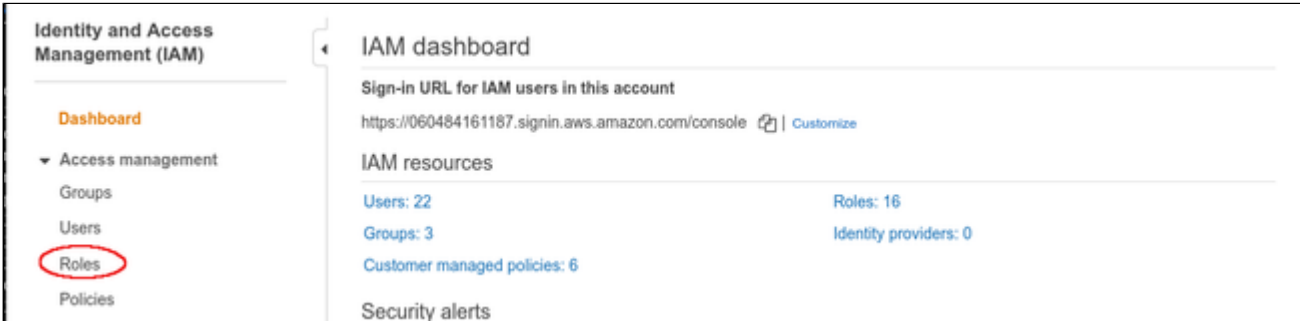 Identity and Access
Management (IAM)
Dashboard
Access management
Groups
Users
Roles
Policies
IAM dashboard
Sign-in URL for IAM users in this account
https://060484161187.signin.aws.amazon.com/console | Customize
IAM resources
Users: 22 Roles: 16
Groups: 3 Identity providers: 0
Customer managed policies: 6
Security alerts